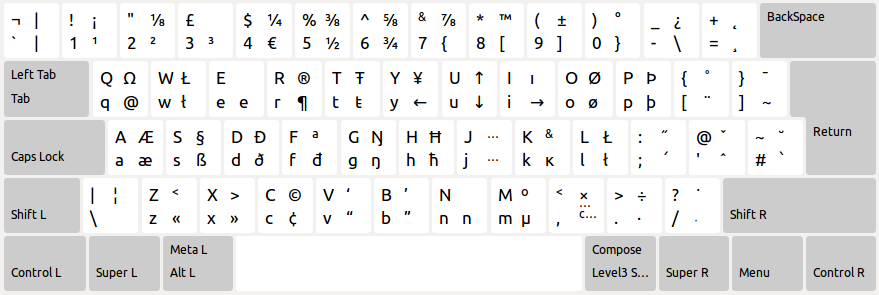 ¬ | ! ¡ " ⅛ £ $ ¼ % ⅜ ^ ⅝ & ⅞ * ™ ( ± ) ° _ ¿ + ˛ BackSpace
` | 1 ¹ 2 ² 3 ³ 4 € 5 ½ 6 ¾ 7 { 8 [ 9 ] 0 } - \ = ¸
Left Tab Q Ω W Ł E R ® T Ŧ Y ¥ U ↑ I ı O Ø P Þ { ° } ¯
Tab q @ w ł e e r ¶ t ŧ y ← u ↓ i → o ø p þ [ ¨ ] ~
A Æ S § D Ð F ª G Ŋ H Ħ J ... K & L Ł : ˝ @ ˇ ~ ˘ Return
Caps Lock a æ s ß d ð f đ g ŋ h ħ j ... k ĸ l ł ; ´ ' ^ # `
| ¦ Z < X > C © V ‘ B ’ N M º < × > ÷ ? ˙
Shift L \ z « x » c ¢ v “ b ” n n m µ , ... c... . · / . Shift R
Meta L Compose
Control L Super L Alt L Level3 S... Super R Menu Control R